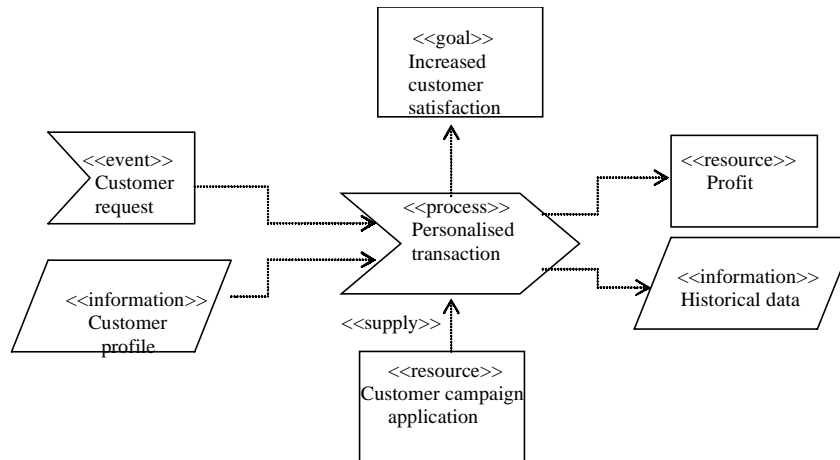 <<goal>>
Increased
customer
satisfaction
<<event>>
Customer
request
<<process>>
Personalised
transaction
<<resource>>
Profit
<<information>>
Customer
profile
<<information>>
Historical data
<<supply>>
<<resource>>
Customer campaign
application